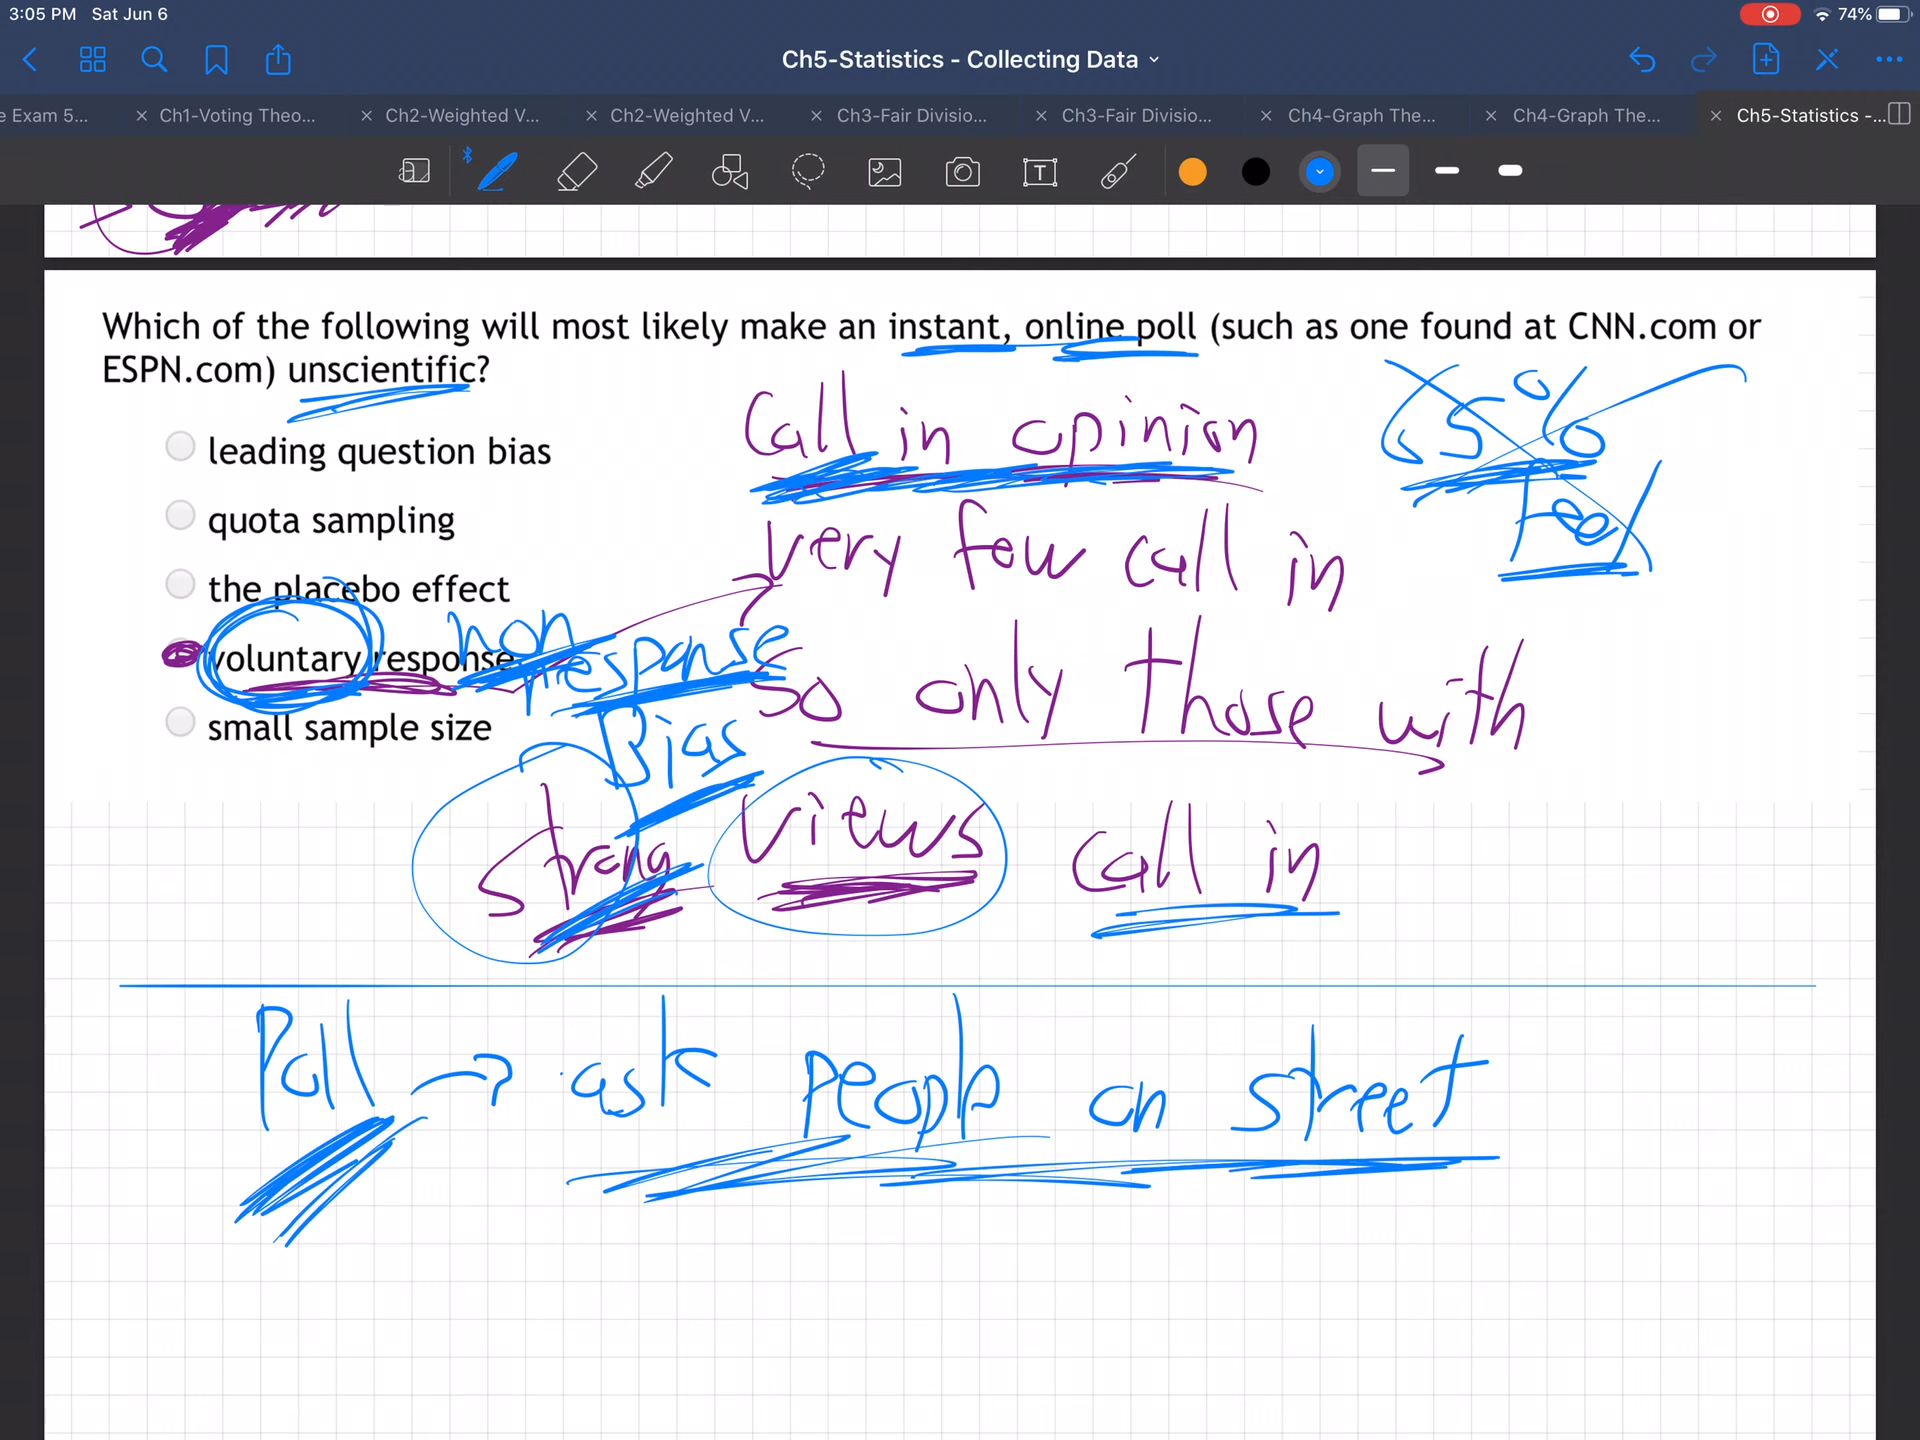 3:05 PM Sat Jun 6
74%
Ch5-Statistics - Collecting Data
e Exam 5...
Ch1-Voting Theo...
Ch2-Weighted V...
Ch2-Weighted V...
Ch3-Fair Divisio...
Ch3-Fair Divisio...
Ch4-Graph The...
Ch4-Graph The...
Ch5-Statistics -...
T
Which of the following will most likely make an instant, online poll (such as one found at CNN.com or
ESPN.com) unscientific?
leading question bias
quota sampling
the placebo effect
voluntary response
small sample size
Call in opinion
very few call in
so only those with
strong views call in
65%
Feel
non
response
Bias
Poll → ask people on street